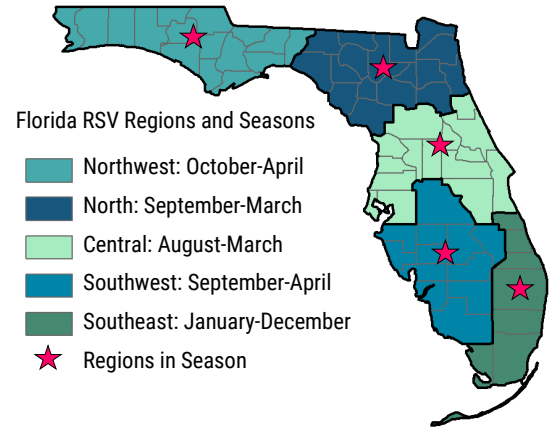 Florida RSV Regions and Seasons
Northwest: October-April
North: September-March
Central: August-March
Southwest: September-April
Southeast: January-December
Regions in Season